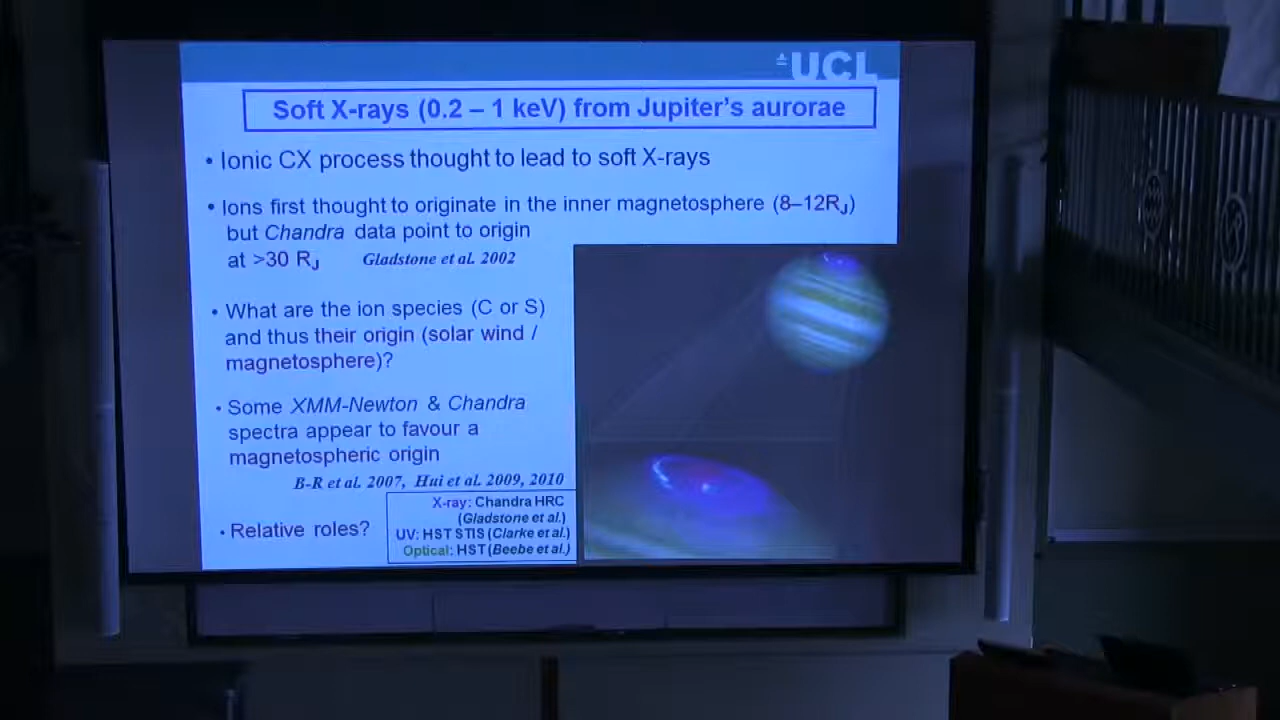 UCL
Soft X-rays (0.2 – 1 keV) from Jupiter's aurorae
• Ionic CX process thought to lead to soft X-rays
• Ions first thought to originate in the inner magnetosphere (8–12RJ)
but Chandra data point to origin
at >30 RJ Gladstone et al. 2002
• What are the ion species (C or S)
and thus their origin (solar wind /
magnetosphere)?
• Some XMM-Newton & Chandra
spectra appear to favour a
magnetospheric origin
B-R et al. 2007, Hui et al. 2009, 2010
• Relative roles?
X-ray: Chandra HRC
(Gladstone et al.)
UV: HST STIS (Clarke et al.)
Optical: HST (Beebe et al.)